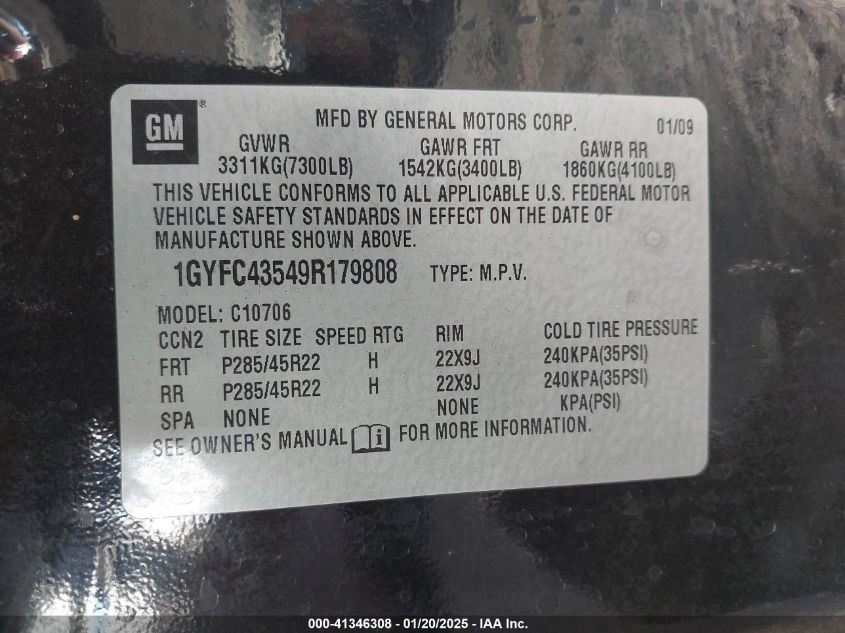 GM ®
MFD BY GENERAL MOTORS CORP. 01/09
GVWR GAWR FRT GAWR RR
3311KG(7300LB) 1542KG(3400LB) 1860KG(4100LB)
THIS VEHICLE CONFORMS TO ALL APPLICABLE U.S. FEDERAL MOTOR
VEHICLE SAFETY STANDARDS IN EFFECT ON THE DATE OF
MANUFACTURE SHOWN ABOVE.
1GYFC43549R179808 TYPE: M.P.V.
MODEL: C10706
CCN2 TIRE SIZE SPEED RTG RIM COLD TIRE PRESSURE
FRT P285/45R22 H 22X9J 240KPA(35PSI)
RR P285/45R22 H 22X9J 240KPA(35PSI)
SPA NONE NONE KPA(PSI)
SEE OWNER'S MANUAL i FOR MORE INFORMATION.
000-41346308 - 01/20/2025 - IAA Inc.